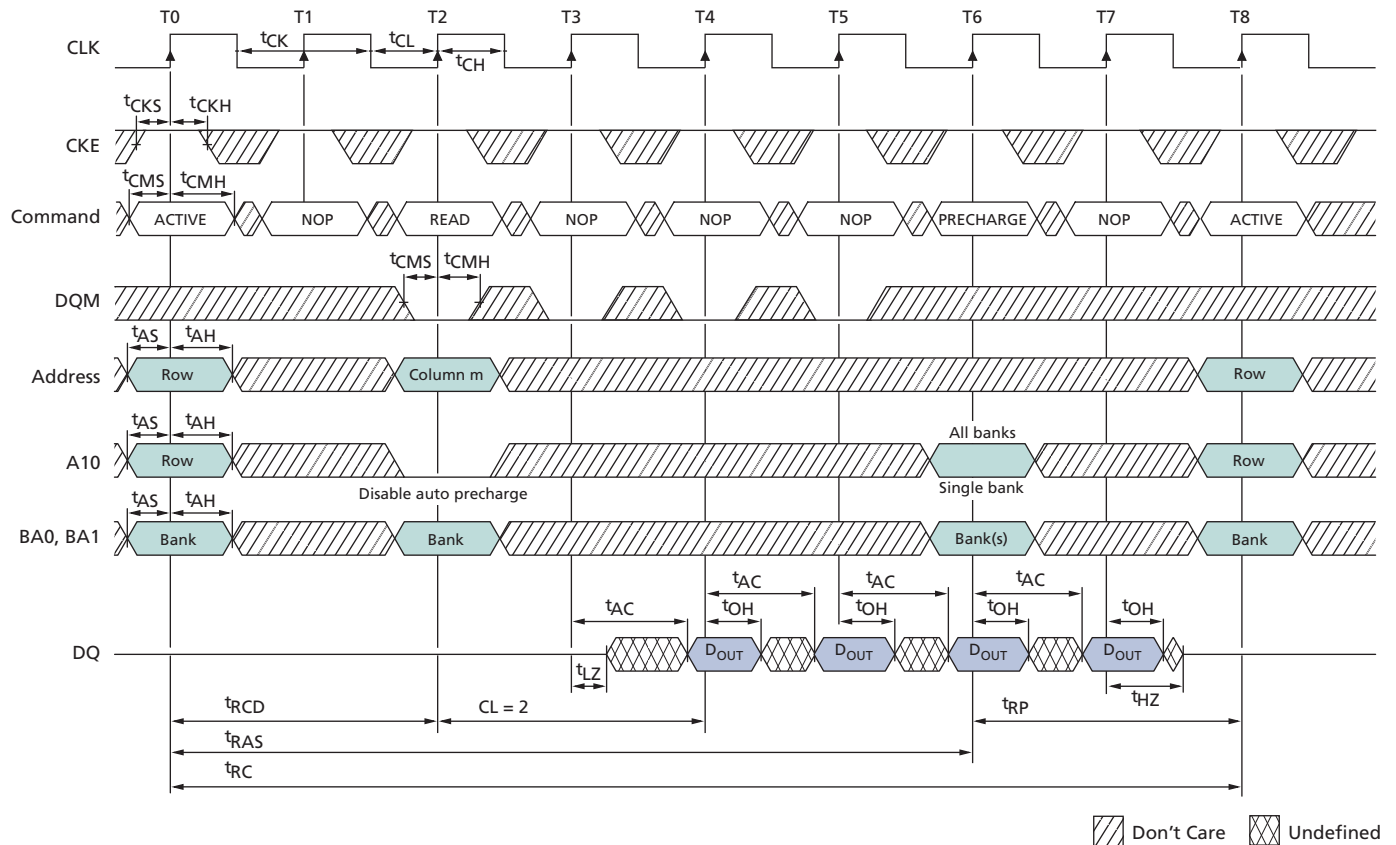 T0 T1 T2 T3 T4 T5 T6 T7 T8
CLK
tCK tCL
tCH
tCKS tCKH
CKE
tCMS tCMH
Command ACTIVE NOP READ NOP NOP NOP PRECHARGE NOP ACTIVE
tCMS tCMH
DQM
tAS tAH
Address Row Column m Row
tAS tAH
All banks
A10 Row Row
Disable auto precharge Single bank
tAS tAH
BA0, BA1 Bank Bank Bank(s) Bank
tAC tAC tAC
tAC tOH tOH tOH tOH
DQ DOUT DOUT DOUT DOUT
tLZ tHZ
tRCD CL = 2 tRP
tRAS
tRC
Don't Care Undefined